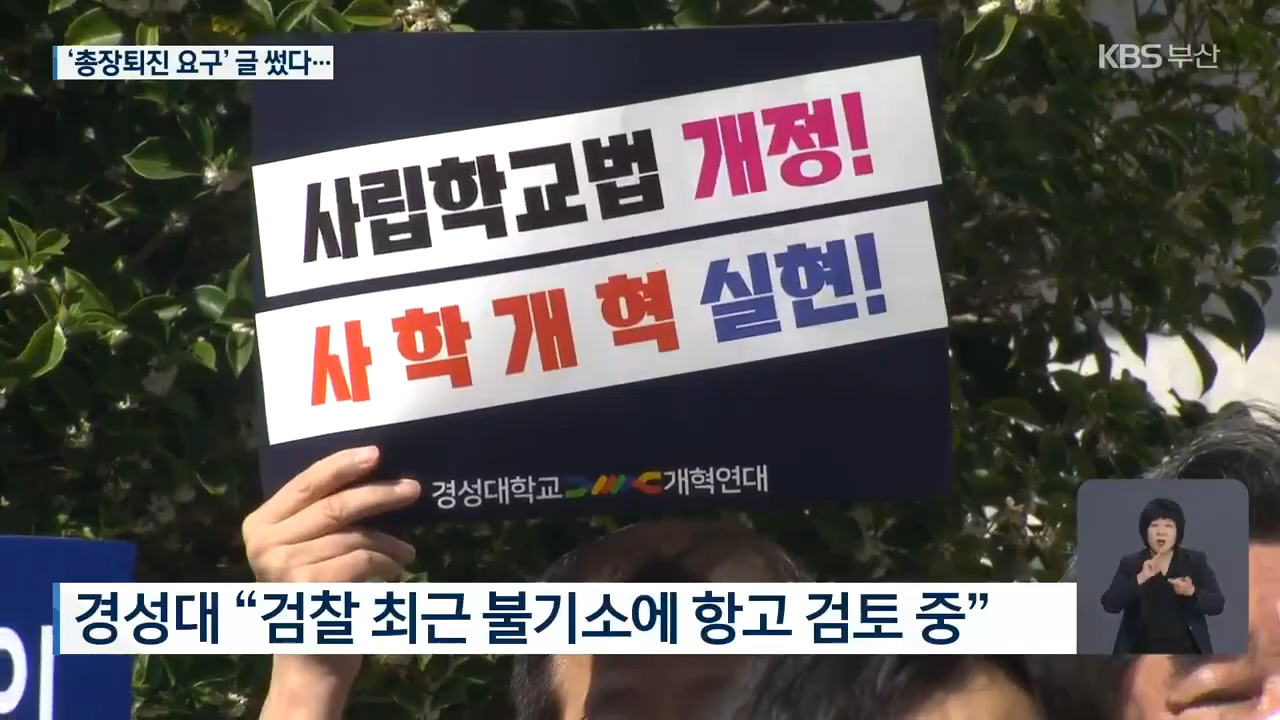 ‘총장퇴진 요구’ 글 썼다…
KBS 부산
사립학교법 개정!
사학개혁 실현!
경성대학교 개혁연대
경성대 “검찰 최근 불기소에 항고 검토 중”